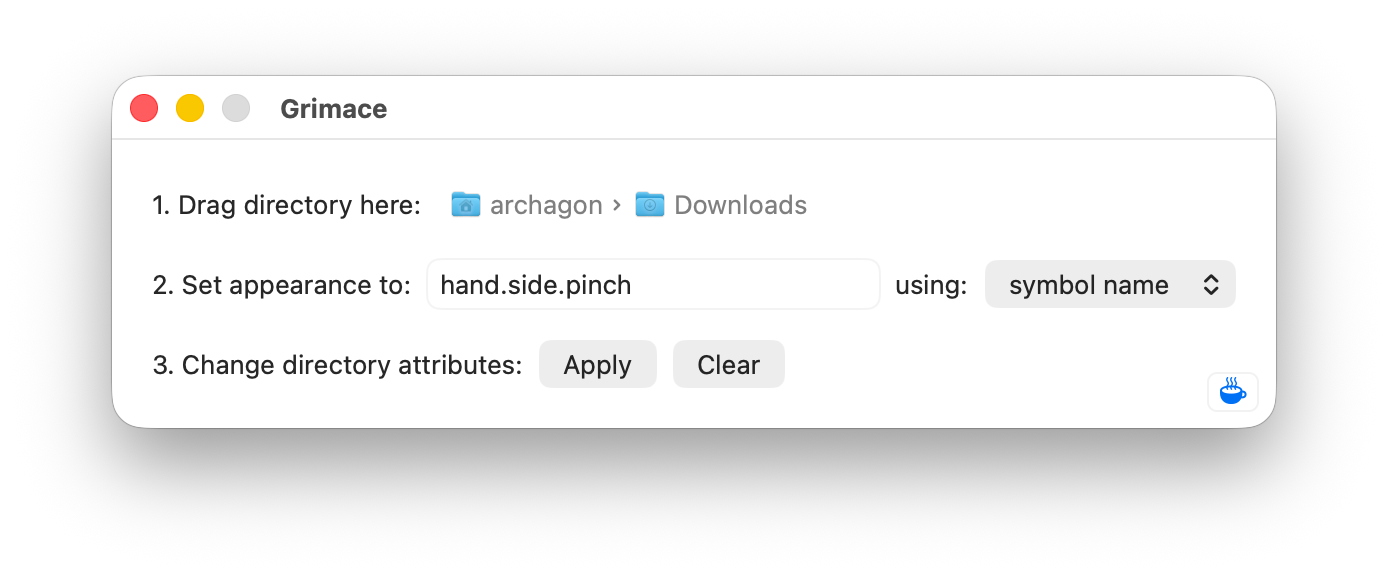 Grimace
1. Drag directory here: archagon › Downloads
2. Set appearance to: hand.side.pinch using: symbol name
3. Change directory attributes: Apply Clear